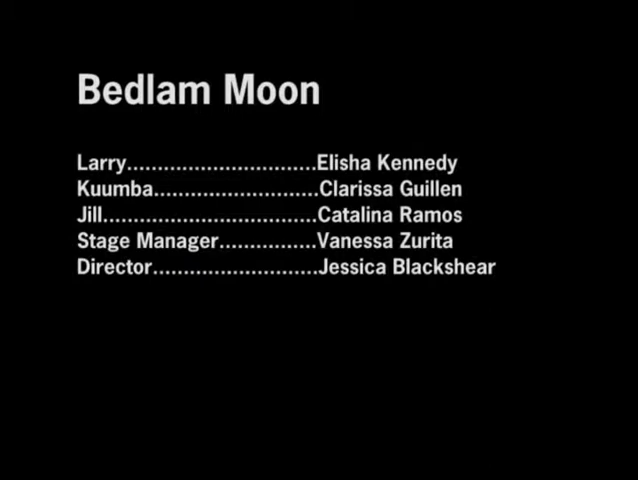 Bedlam Moon
Larry.............................Elisha Kennedy
Kuumba.........................Clarissa Guillen
Jill.................................Catalina Ramos
Stage Manager...............Vanessa Zurita
Director.........................Jessica Blackshear